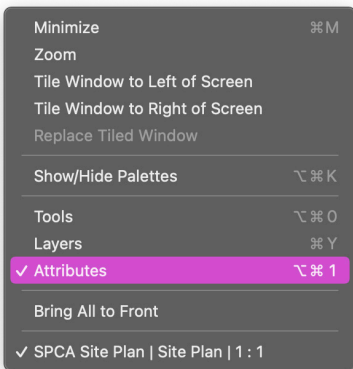 Minimize ⌘M
Zoom
Tile Window to Left of Screen
Tile Window to Right of Screen
Replace Tiled Window
Show/Hide Palettes ⌥⌘K
Tools ⌥⌘0
Layers ⌘Y
✓ Attributes ⌥⌘1
Bring All to Front
✓ SPCA Site Plan | Site Plan | 1 : 1